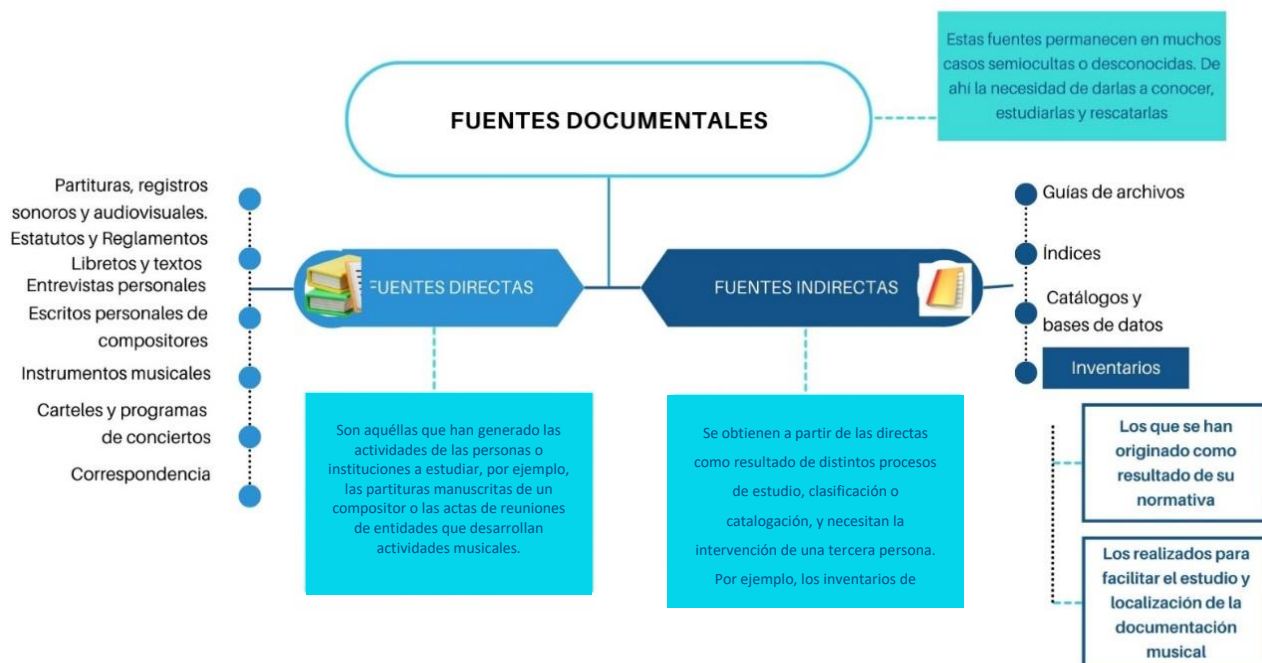 Estas fuentes permanecen en muchos
casos semiocultas o desconocidas. De
ahí la necesidad de darlas a conocer,
estudiarlas y rescatarlas
FUENTES DOCUMENTALES
Partituras, registros
sonoros y audiovisuales.
Estatutos y Reglamentos
Libretos y textos
Entrevistas personales
Escritos personales de
compositores
Instrumentos musicales
Carteles y programas
de conciertos
Correspondencia
FUENTES DIRECTAS
Son aquéllas que han generado las
actividades de las personas o
instituciones a estudiar, por ejemplo,
las partituras manuscritas de un
compositor o las actas de reuniones
de entidades que desarrollan
actividades musicales.
FUENTES INDIRECTAS
Se obtienen a partir de las directas
como resultado de distintos procesos
de estudio, clasificación o
catalogación, y necesitan la
intervención de una tercera persona.
Por ejemplo, los inventarios de
Guías de archivos
Índices
Catálogos y
bases de datos
Inventarios
Los que se han
originado como
resultado de su
normativa
Los realizados para
facilitar el estudio y
localización de la
documentación
musical